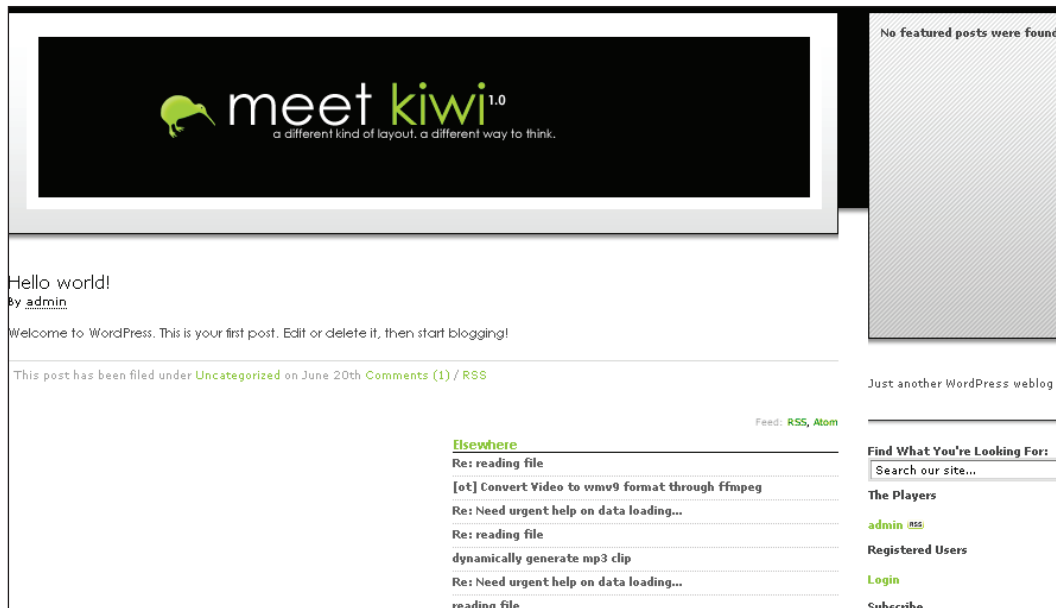 No featured posts were found
meet kiwi 1.0
a different kind of layout. a different way to think.
Hello world!
By admin
Welcome to WordPress. This is your first post. Edit or delete it, then start blogging!
This post has been filed under Uncategorized on June 20th Comments (1) / RSS
Feed: RSS, Atom
Elsewhere
Re: reading file
[ot] Convert Video to wmv9 format through ffmpeg
Re: Need urgent help on data loading...
Re: reading file
dynamically generate mp3 clip
Re: Need urgent help on data loading...
reading file
Just another WordPress weblog
Find What You're Looking For:
Search our site...
The Players
admin RSS
Registered Users
Login
Subscribe